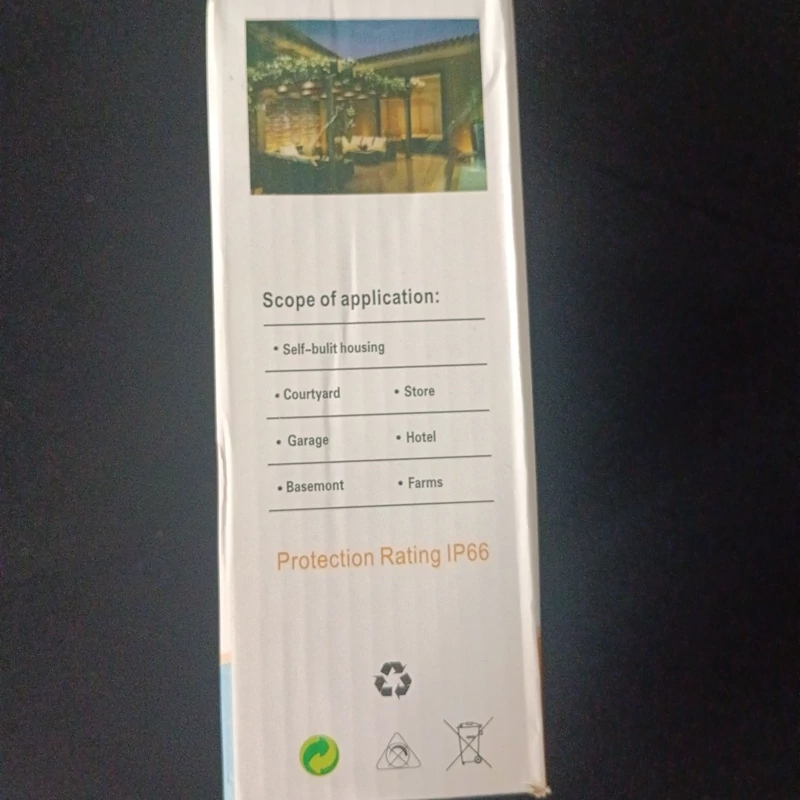 Scope of application:
• Self-bulit housing
• Courtyard • Store
• Garage • Hotel
• Basemont • Farms
Protection Rating IP66